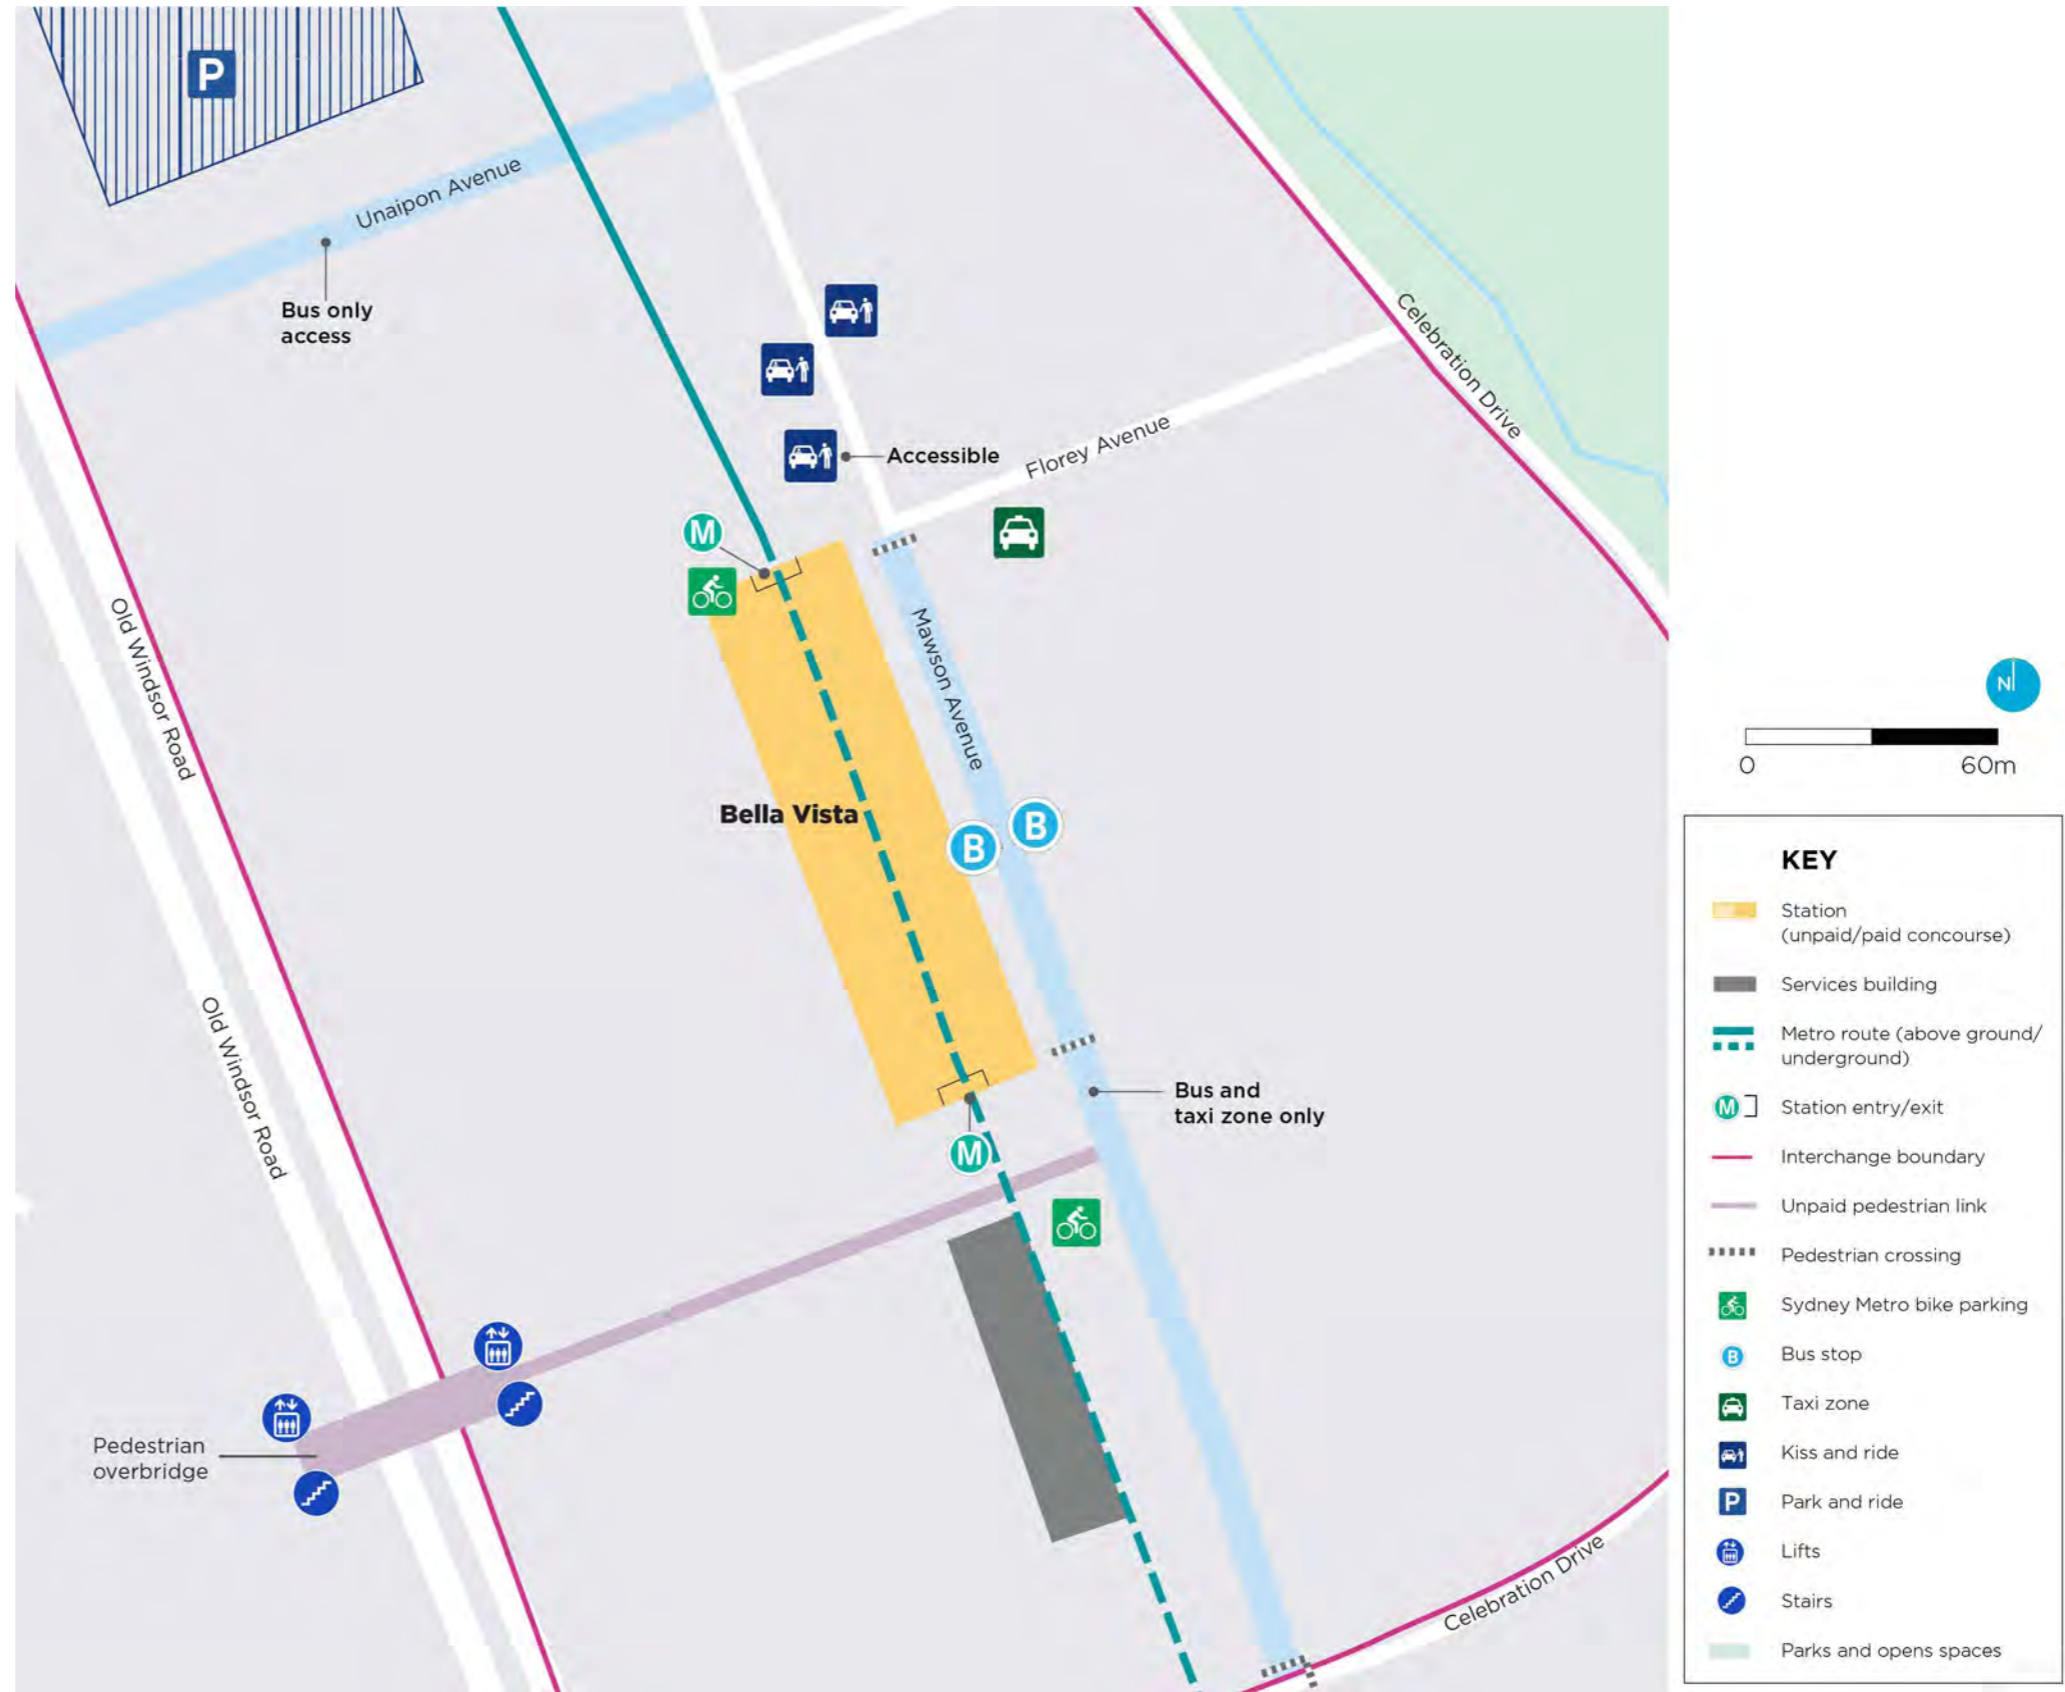 P
Unaipon Avenue
Bus only
access
Celebration Drive
Accessible
Florey Avenue
M
Old Windsor Road
Mawson Avenue
Bella Vista
B
B
Old Windsor Road
Bus and
taxi zone only
M
Pedestrian
overbridge
Celebration Drive
N
0 60m
KEY
Station
(unpaid/paid concourse)
Services building
Metro route (above ground/
underground)
M Station entry/exit
Interchange boundary
Unpaid pedestrian link
Pedestrian crossing
Sydney Metro bike parking
B Bus stop
Taxi zone
Kiss and ride
P Park and ride
Lifts
Stairs
Parks and opens spaces